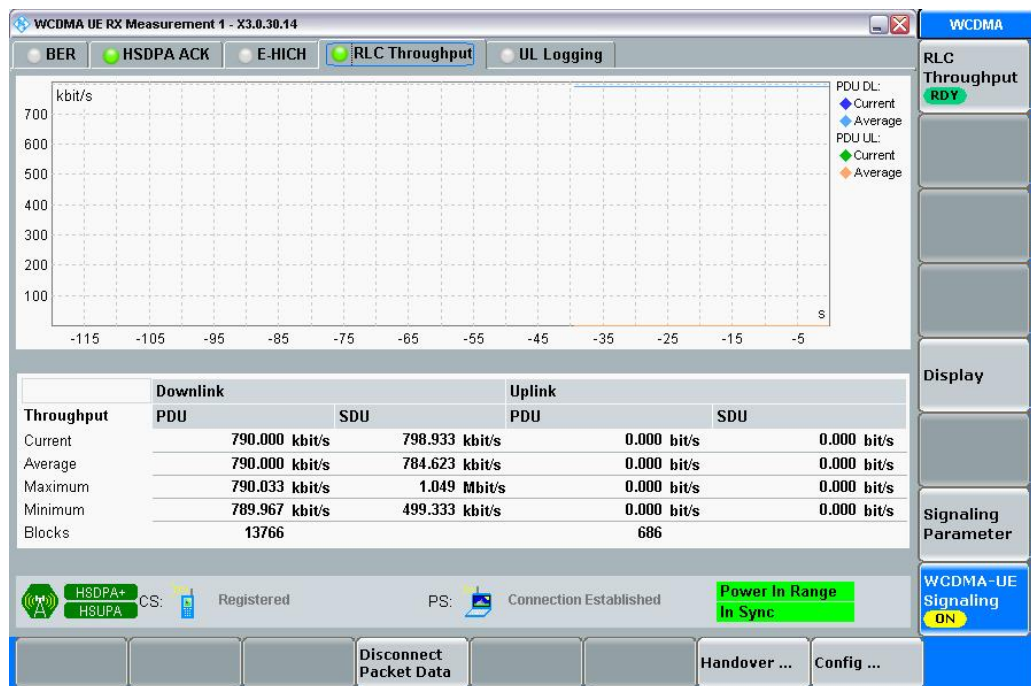 WCDMA UE RX Measurement 1 - X3.0.30.14
WCDMA
BER HSDPA ACK E-HICH RLC Throughput UL Logging
RLC Throughput
RDY
kbit/s
700
600
500
400
300
200
100
s
-115 -105 -95 -85 -75 -65 -55 -45 -35 -25 -15 -5
PDU DL:
Current
Average
PDU UL:
Current
Average
Display
Downlink Uplink
Throughput PDU SDU PDU SDU
Current 790.000 kbit/s 798.933 kbit/s 0.000 bit/s 0.000 bit/s
Average 790.000 kbit/s 784.623 kbit/s 0.000 bit/s 0.000 bit/s
Maximum 790.033 kbit/s 1.049 Mbit/s 0.000 bit/s 0.000 bit/s
Minimum 789.967 kbit/s 499.333 kbit/s 0.000 bit/s 0.000 bit/s
Blocks 13766 686
Signaling
Parameter
HSDPA+
HSUPA
CS: Registered PS: Connection Established
Power In Range
In Sync
WCDMA-UE
Signaling
ON
Disconnect
Packet Data
Handover ...
Config ...